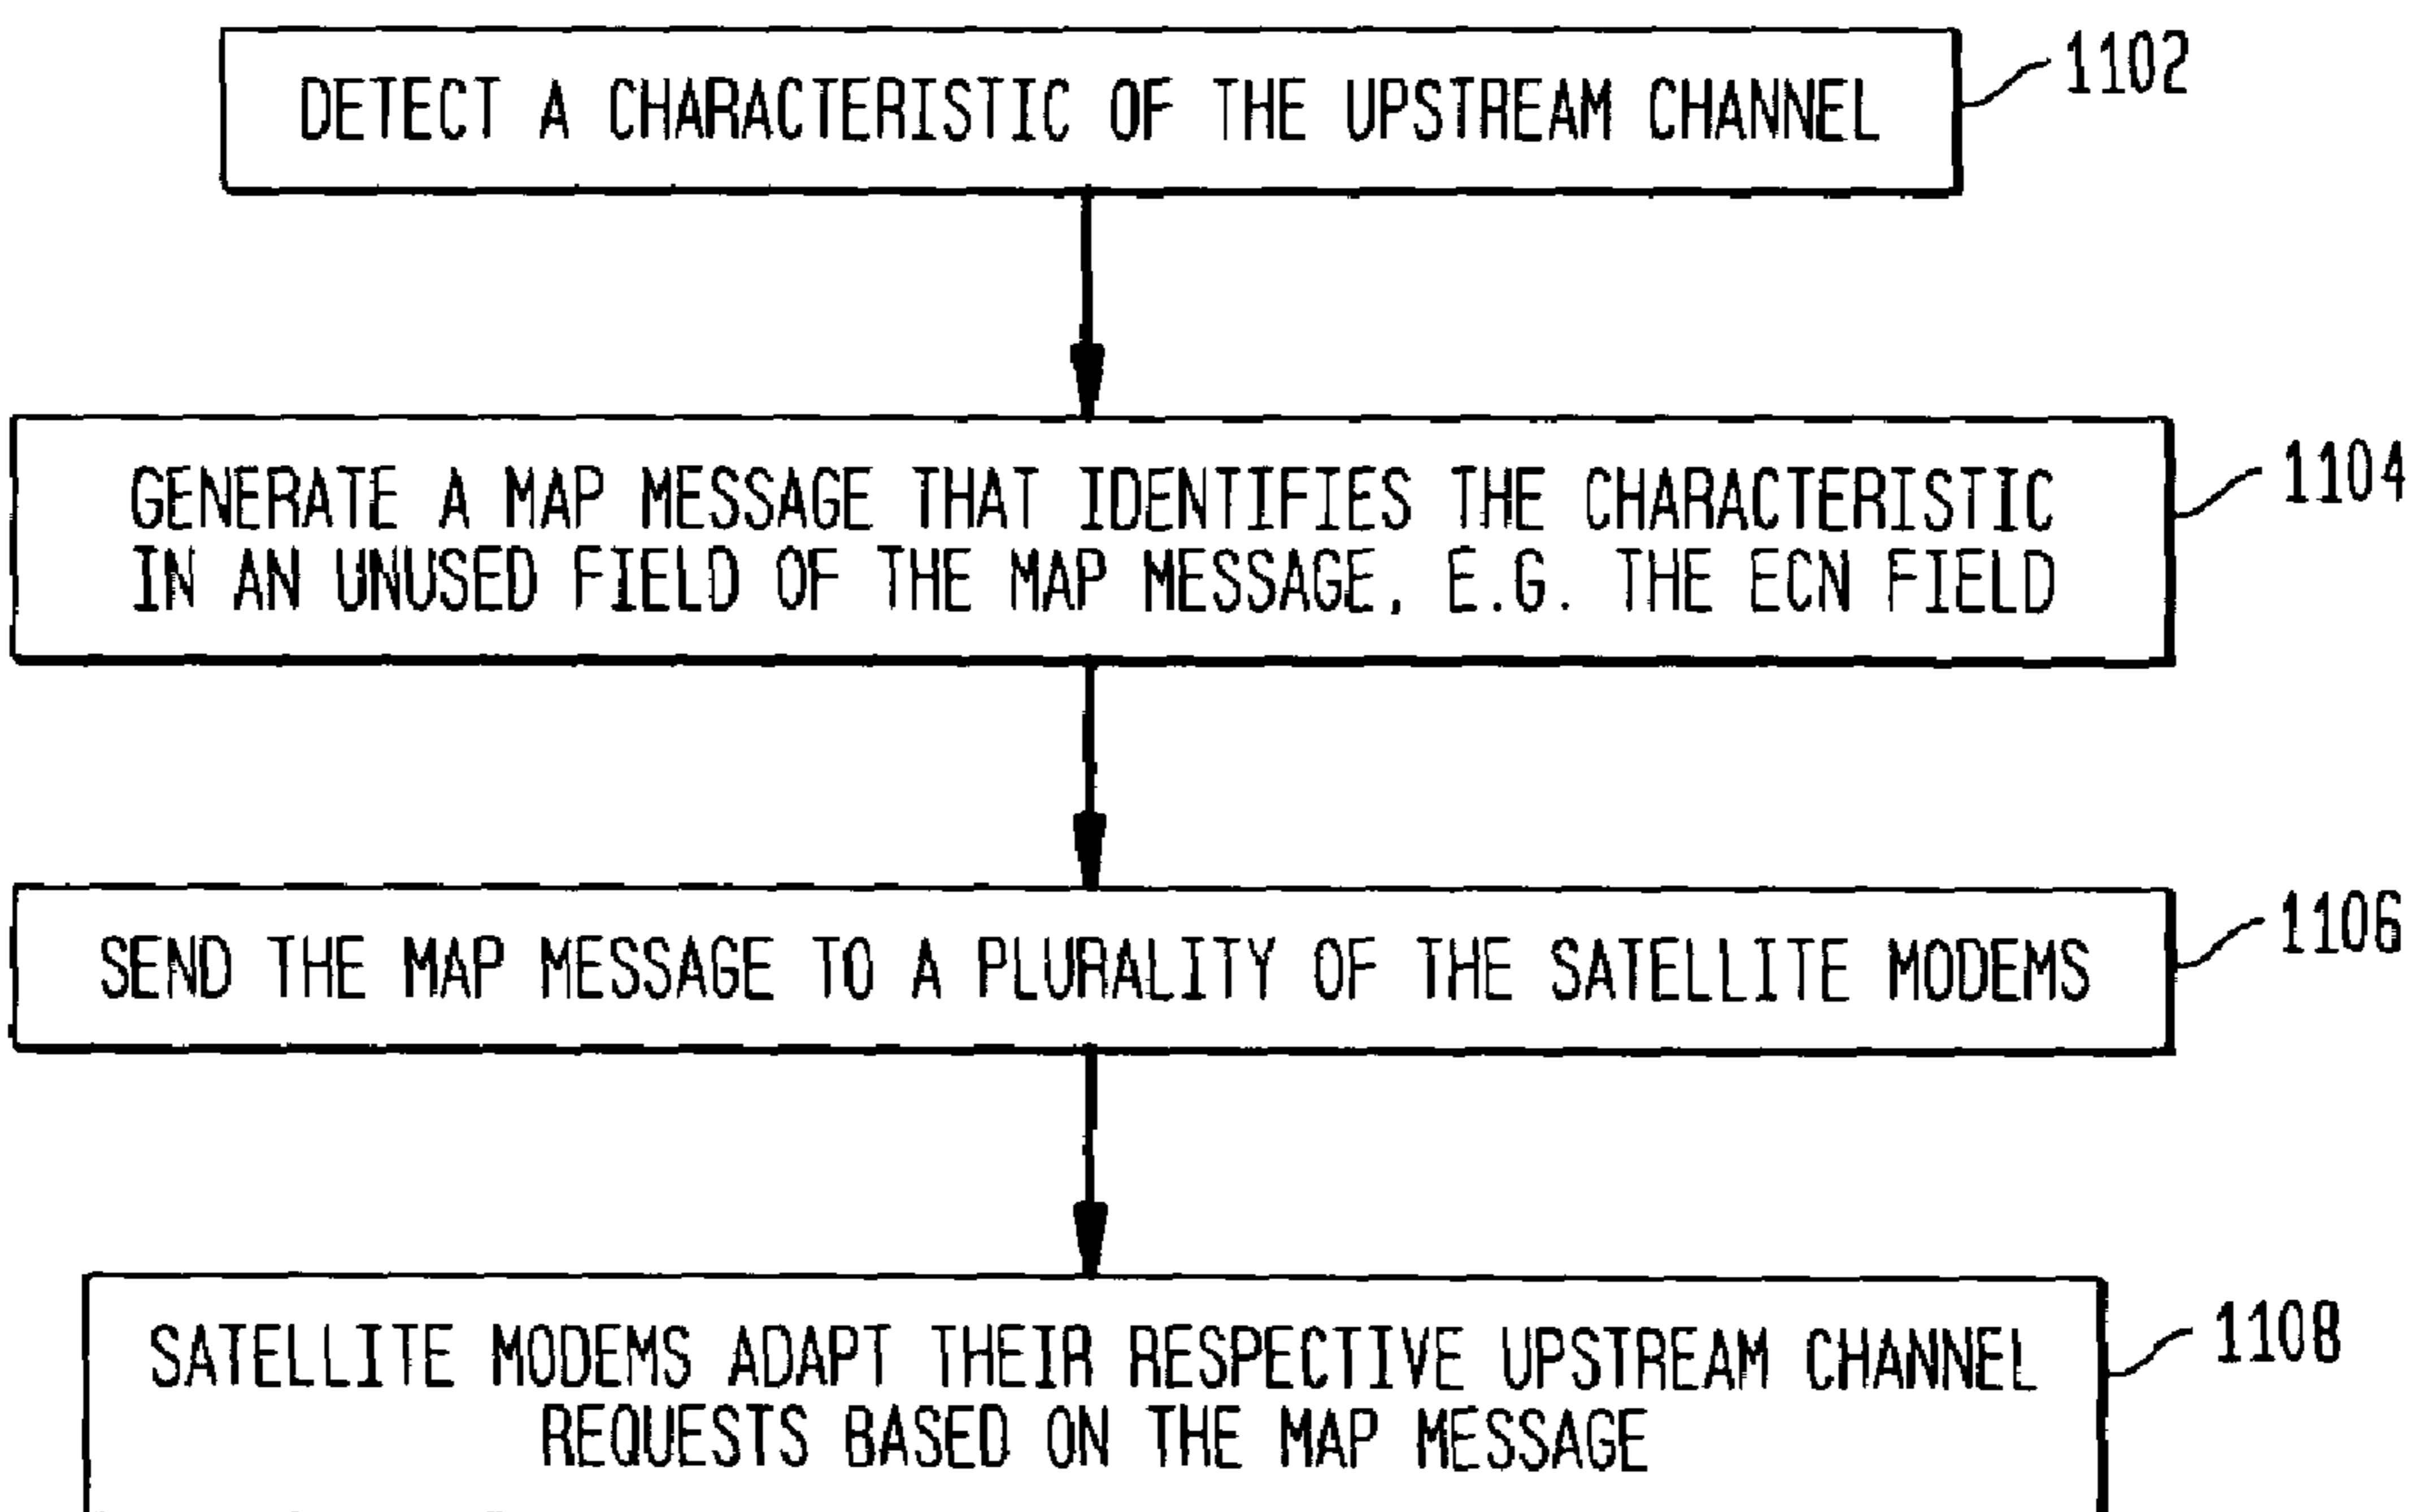 DETECT A CHARACTERISTIC OF THE UPSTREAM CHANNEL
1102
GENERATE A MAP MESSAGE THAT IDENTIFIES THE CHARACTERISTIC
IN AN UNUSED FIELD OF THE MAP MESSAGE, E.G. THE ECN FIELD
1104
SEND THE MAP MESSAGE TO A PLURALITY OF THE SATELLITE MODEMS
1106
SATELLITE MODEMS ADAPT THEIR RESPECTIVE UPSTREAM CHANNEL
REQUESTS BASED ON THE MAP MESSAGE
1108